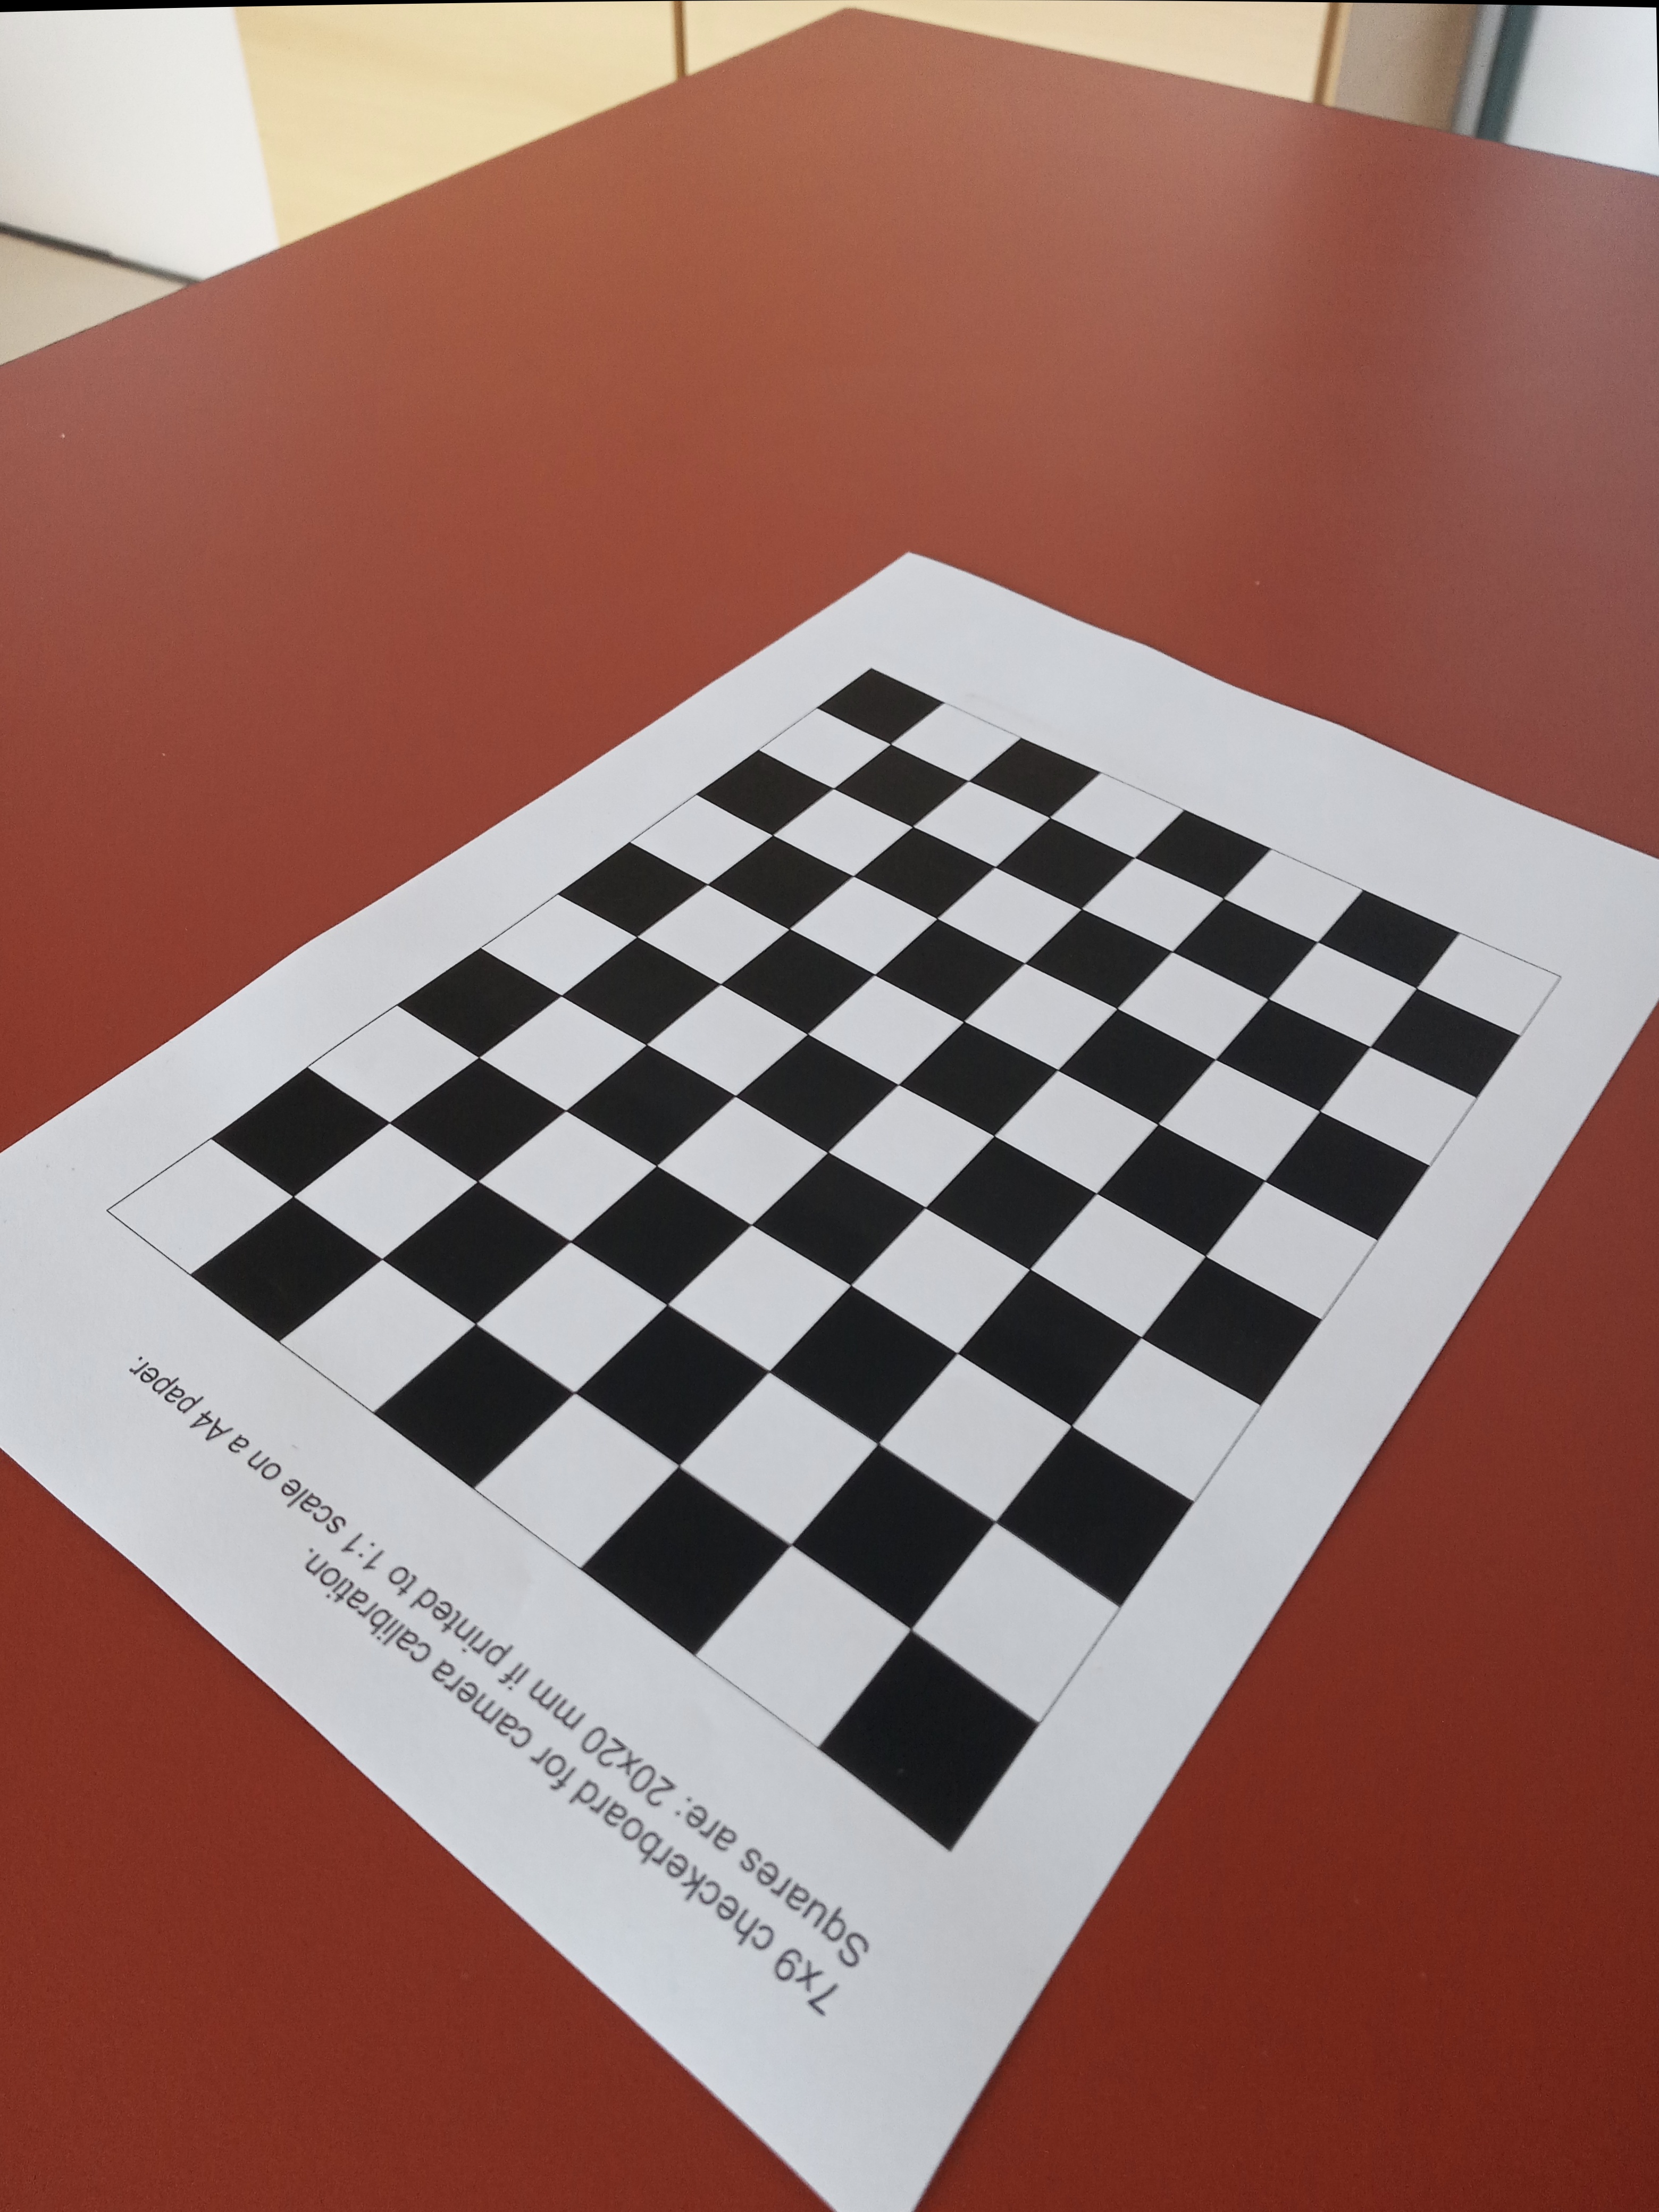 7x9 checkerboard for camera calibration.
Squares are: 20x20 mm if printed to 1:1 scale on a A4 paper.